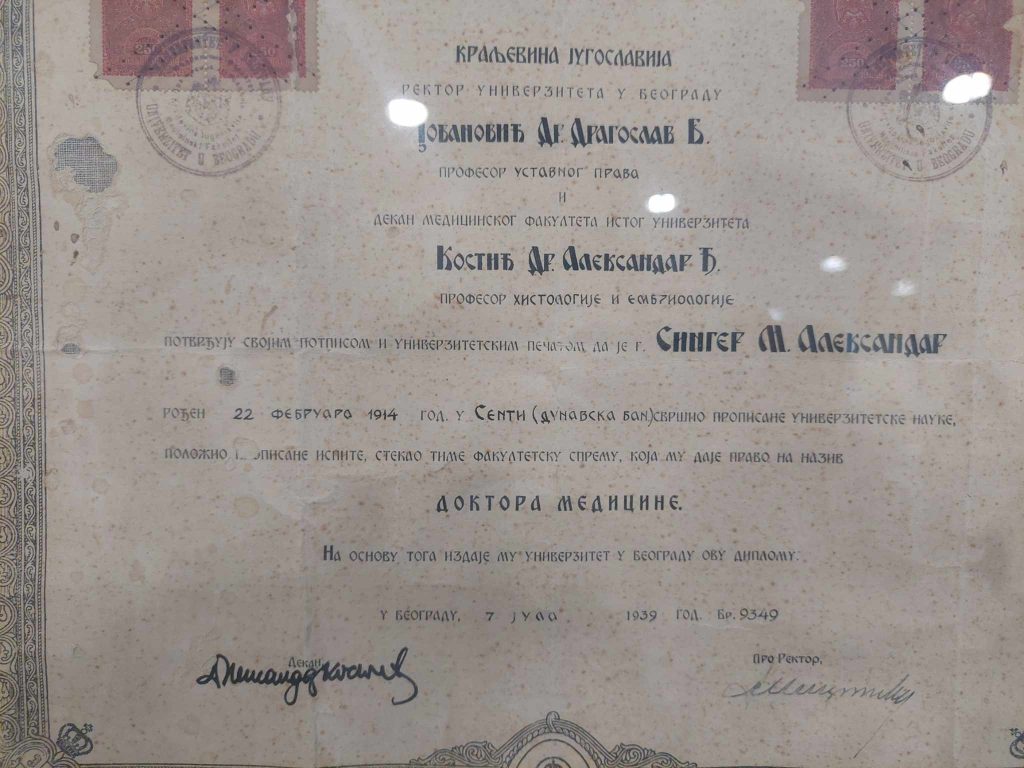 КРАЉЕВИНА ЈУГОСЛАВИЈА
РЕКТОР УНИВЕРЗИТЕТА У БЕОГРАДУ
ЈОВАНОВИЋ ДР. ДРАГОСЛАВ Б.
ПРОФЕСОР УСТАВНОГ ПРАВА
И
ДЕКАН МЕДИЦИНСКОГ ФАКУЛТЕТА ИСТОГ УНИВЕРЗИТЕТА
КОСТИЋ ДР. АЛЕКСАНДАР Ђ.
ПРОФЕСОР ХИСТОЛОГИЈЕ И ЕМБРИОЛОГИЈЕ
ПОТВРЂУЈУ СВОЈИМ ПОТПИСОМ И УНИВЕРЗИТЕТСКИМ ПЕЧАТОМ ДА ЈЕ Г. СИНГЕР М. АЛЕКСАНДАР
РОЂЕН 22 ФЕБРУАРА 1914 ГОД. У СЕНТИ (ДУНАВСКА БАН.) СВРШИО ПРОПИСАНЕ УНИВЕРЗИТЕТСКЕ НАУКЕ,
ПОЛОЖИО ИСПИТЕ, СТЕКАО ТИМЕ ФАКУЛТЕТСКУ СПРЕМУ, КОЈА МУ ДАЈЕ ПРАВО НА НАЗИВ
ДОКТОРА МЕДИЦИНЕ.
НА ОСНОВУ ТОГА ИЗДАЈЕ МУ УНИВЕРЗИТЕТ У БЕОГРАДУ ОВУ ДИПЛОМУ.
У БЕОГРАДУ, 7 ЈУЛА 1939 ГОД. БР. 9349
ДЕКАН
ПРО РЕКТОР,